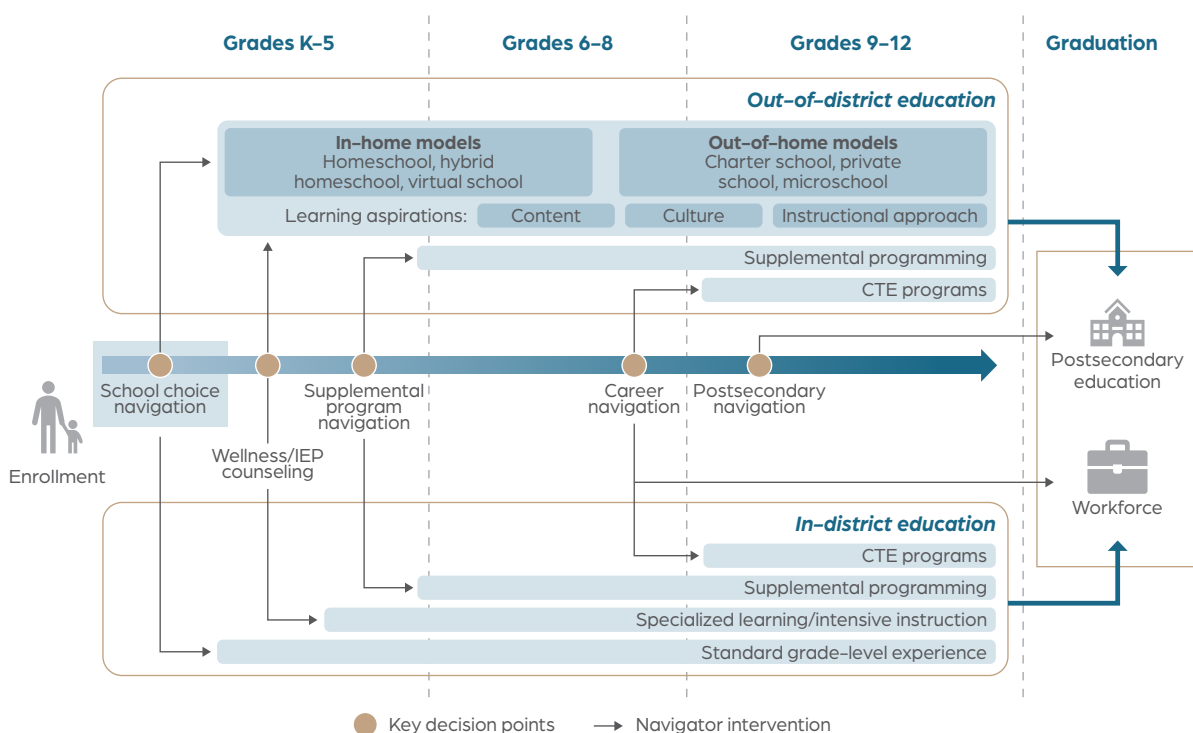 Grades K–5
Grades 6–8
Grades 9–12
Graduation
Out-of-district education
In-home models
Homeschool, hybrid
homeschool, virtual school
Out-of-home models
Charter school, private
school, microschool
Learning aspirations:
Content
Culture
Instructional approach
Supplemental programming
CTE programs
Enrollment
School choice
navigation
Wellness/IEP
counseling
Supplemental
program
navigation
Career
navigation
Postsecondary
navigation
Postsecondary
education
Workforce
In-district education
CTE programs
Supplemental programming
Specialized learning/intensive instruction
Standard grade-level experience
Key decision points
Navigator intervention